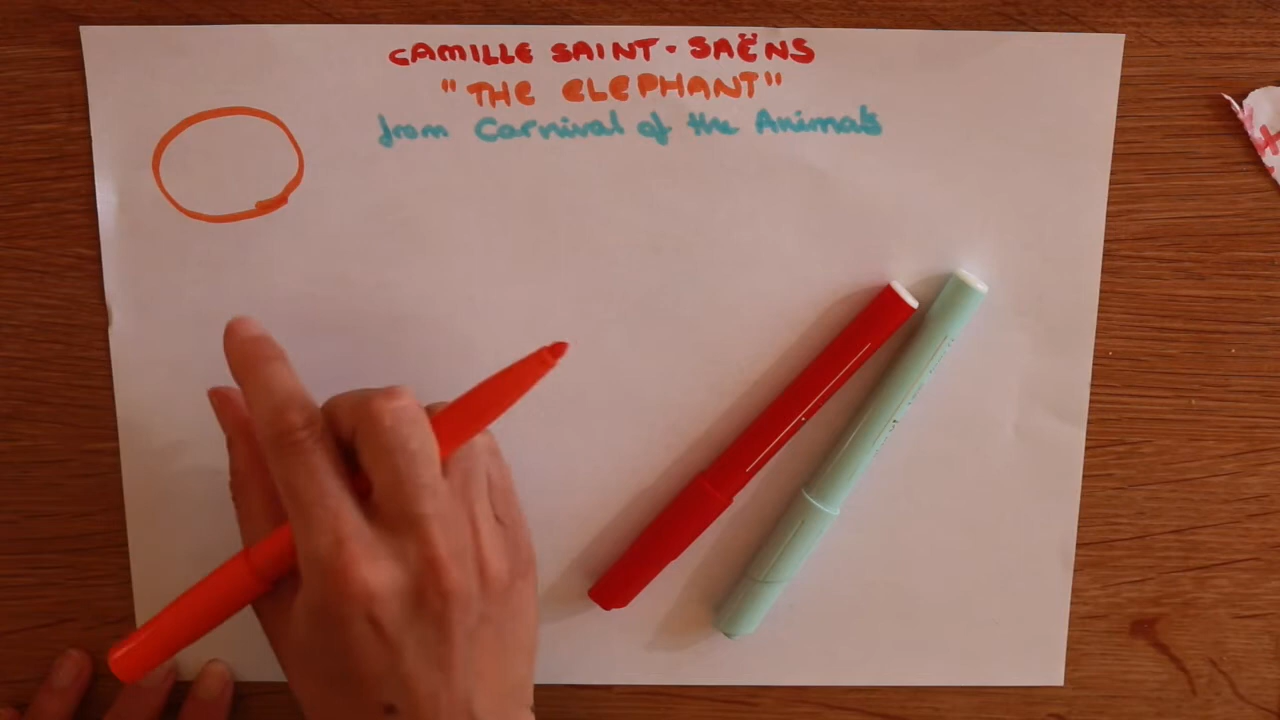 CAMILLE SAINT-SAËNS
"THE ELEPHANT"
from Carnival of the Animals